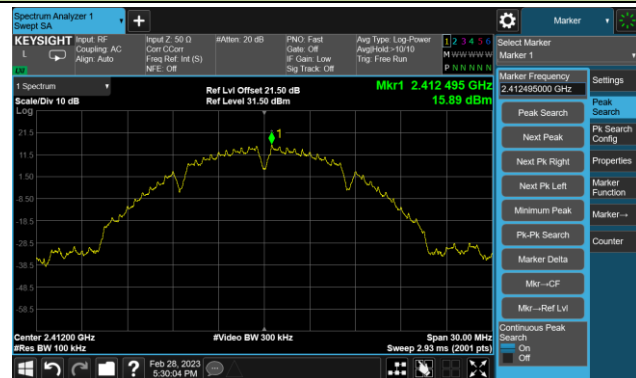 Spectrum Analyzer 1
Swept SA
Marker
KEYSIGHT
L
Input: RF
Coupling: AC
Align: Auto
Input Z: 50 Ω
Corr CCorr
Freq Ref: Int (S)
NFE: Off
#Atten: 20 dB
PNO: Fast
Gate: Off
IF Gain: Low
Sig Track: Off
Avg Type: Log-Power
Avg|Hold:>10/10
Trig: Free Run
1 2 3 4 5 6
M W W W W W
P N N N N N
Select Marker
Marker 1
1 Spectrum
Scale/Div 10 dB
Log
Ref Lvl Offset 21.50 dB
Ref Level 31.50 dBm
Mkr1 2.412 495 GHz
15.89 dBm
1
21.5
11.5
1.50
-8.50
-18.5
-28.5
-38.5
-48.5
-58.5
Center 2.41200 GHz
#Res BW 100 kHz
#Video BW 300 kHz
Span 30.00 MHz
Sweep 2.93 ms (2001 pts)
Marker Frequency
2.412495000 GHz
Peak Search
Next Peak
Next Pk Right
Next Pk Left
Minimum Peak
Pk-Pk Search
Marker Delta
Mkr→CF
Mkr→Ref Lvl
Continuous Peak
Search
On
Off
Settings
Peak
Search
Pk Search
Config
Properties
Marker
Function
Marker→
Counter
Feb 28, 2023
5:30:04 PM